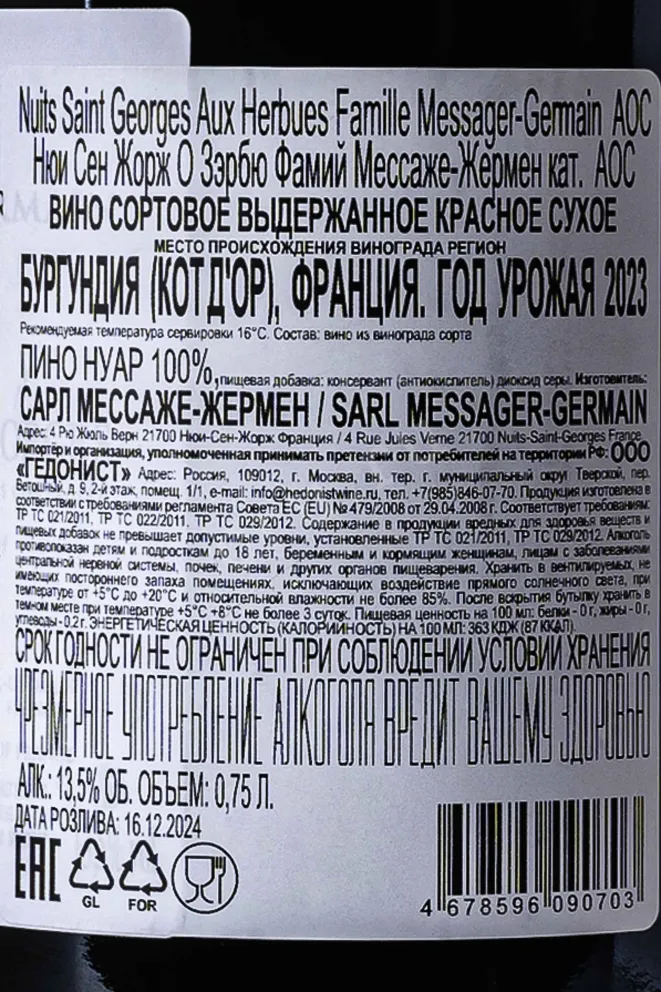 Nuits Saint Georges Aux Herbues Famille Messager-Germain AOC
Нюи Сен Жорж О Зэрбю Фамий Мессаже-Жермен кат. АОС
ВИНО СОРТОВОЕ ВЫДЕРЖАННОЕ КРАСНОЕ СУХОЕ
МЕСТО ПРОИСХОЖДЕНИЯ ВИНОГРАДА РЕГИОН
БУРГУНДИЯ (КОТ Д'ОР), ФРАНЦИЯ. ГОД УРОЖАЯ 2023
Рекомендуемая температура сервировки 16°C. Состав: вино из винограда сорта
ПИНО НУАР 100%, пищевая добавка: консервант (антиокислитель) диоксид серы. Изготовитель:
САРЛ МЕССАЖЕ-ЖЕРМЕН / SARL MESSAGER-GERMAIN
Адрес: 4 Рю Жюль Верн 21700 Нюи-Сен-Жорж Франция / 4 Rue Jules Verne 21700 Nuits-Saint-Georges France
Импортёр и организация, уполномоченная принимать претензии от потребителей на территории РФ: ООО
«ГЕДОНИСТ» Адрес: Россия, 109012, г. Москва, вн. тер. г. муниципальный округ Тверской, пер.
Ветошный, д. 9, 2-й этаж, помещ. 1/1, e-mail: info@hedonistwine.ru, тел. +7(985)846-07-70. Продукция изготовлена в
соответствии с требованиями регламента Совета ЕС (EU) №479/2008 от 29.04.2008 г. Соответствует требованиям:
ТР ТС 021/2011, ТР ТС 022/2011, ТР ТС 029/2012. Содержание в продукции вредных для здоровья веществ и
пищевых добавок не превышает допустимые уровни, установленные ТР ТС 021/2011, ТР ТС 029/2012. Алкоголь
противопоказан детям и подросткам до 18 лет, беременным и кормящим женщинам, лицам с заболеваниями
центральной нервной системы, почек, печени и других органов пищеварения. Хранить в вентилируемых, не
имеющих постороннего запаха помещениях, исключающих воздействие прямого солнечного света, при
температуре от +5°C до +20°C и относительной влажности не более 85%. После вскрытия бутылку хранить в
темном месте при температуре +5°C +8°C не более 3 суток. Пищевая ценность на 100 мл: белки - 0 г, жиры - 0 г,
углеводы - 0.2 г. ЭНЕРГЕТИЧЕСКАЯ ЦЕННОСТЬ (КАЛОРИЙНОСТЬ) НА 100 МЛ: 363 КДЖ (87 ККАЛ).
СРОК ГОДНОСТИ НЕ ОГРАНИЧЕН ПРИ СОБЛЮДЕНИИ УСЛОВИЙ ХРАНЕНИЯ
ЧРЕЗМЕРНОЕ УПОТРЕБЛЕНИЕ АЛКОГОЛЯ ВРЕДИТ ВАШЕМУ ЗДОРОВЬЮ
АЛК.: 13,5% ОБ. ОБЪЕМ: 0,75 Л.
ДАТА РОЗЛИВА: 16.12.2024
EAC
GL FOR
4 678596 090703